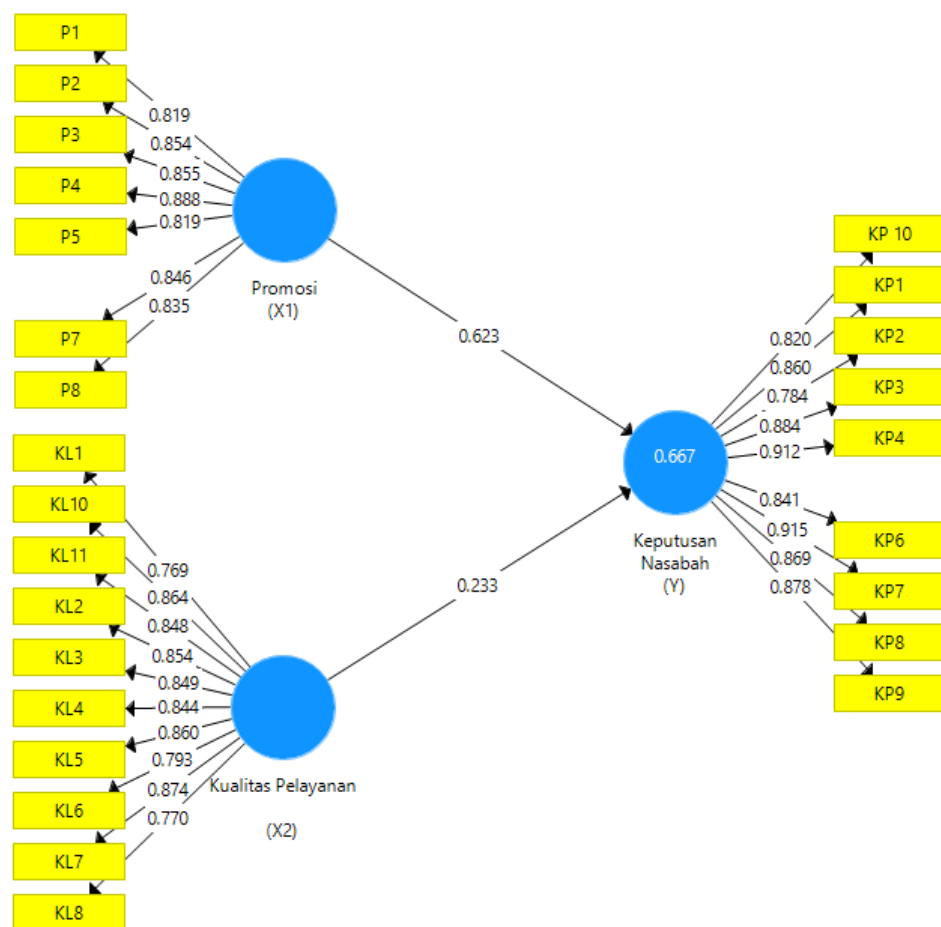 P1
P2
P3
P4
P5
P7
P8
0.819
0.854
0.855
0.888
0.819
0.846
0.835
Promosi
(X1)
0.623
KL1
KL10
KL11
KL2
KL3
KL4
KL5
KL6
KL7
KL8
0.769
0.864
0.848
0.854
0.849
0.844
0.860
0.793
0.874
0.770
Kualitas Pelayanan
(X2)
0.233
0.667
Keputusan
Nasabah
(Y)
0.820
0.860
0.784
0.884
0.912
0.841
0.915
0.869
0.878
KP 10
KP1
KP2
KP3
KP4
KP6
KP7
KP8
KP9